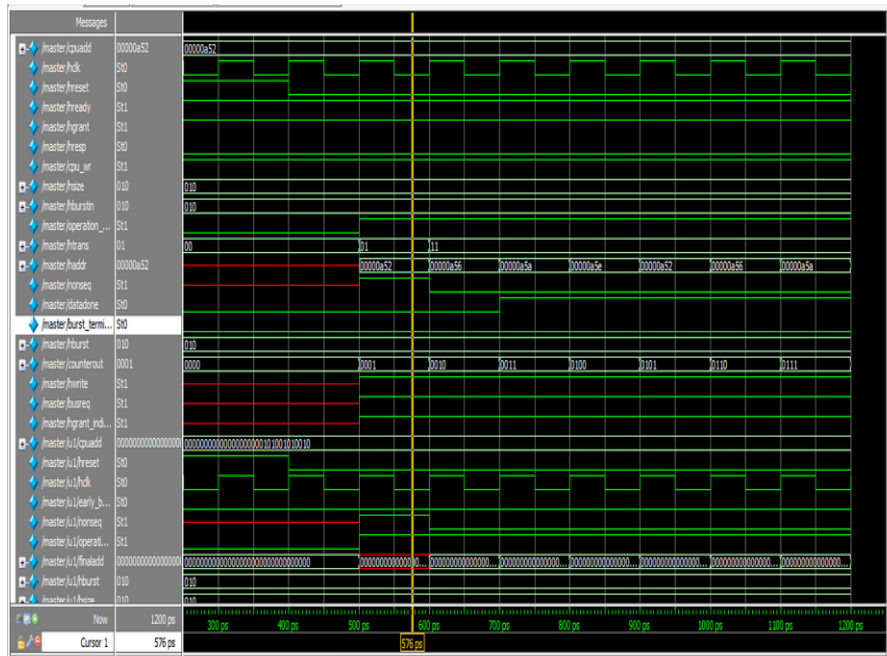 Messages
/master/cpuadd 00000a52 00000a52
/master/hclk St0
/master/hreset St0
/master/hready St1
/master/hgrant St1
/master/hresp St0
/master/cpu_wr St1
/master/hsize 010 010
/master/hburstin 010 010
/master/operation_... St1
/master/htrans 01 00 01 11
/master/haddr 00000a52 00000a52 00000a56 00000a5a 00000a5e 00000a52 00000a56 00000a5a
/master/nonseq St1
/master/datadone St0
/master/burst_termi... St0
/master/hburst 010 010
/master/counterout 0001 0000 0001 0010 0011 0100 0101 0110 0111
/master/hwrite St1
/master/busreq St1
/master/hgrant_indi... St1
/master/u1/cpuadd 00000000000000000000101001010010
/master/u1/hreset St0
/master/u1/hclk St0
/master/u1/early_b... St0
/master/u1/nonseq St1
/master/u1/operati... St1
/master/u1/finaladd
/master/u1/hburst 010 010
/master/u1/hsize 010 010
Now 1200 ps 300 ps 400 ps 500 ps 600 ps 700 ps 800 ps 900 ps 1000 ps 1100 ps 1200 ps
Cursor 1 576 ps 576 ps